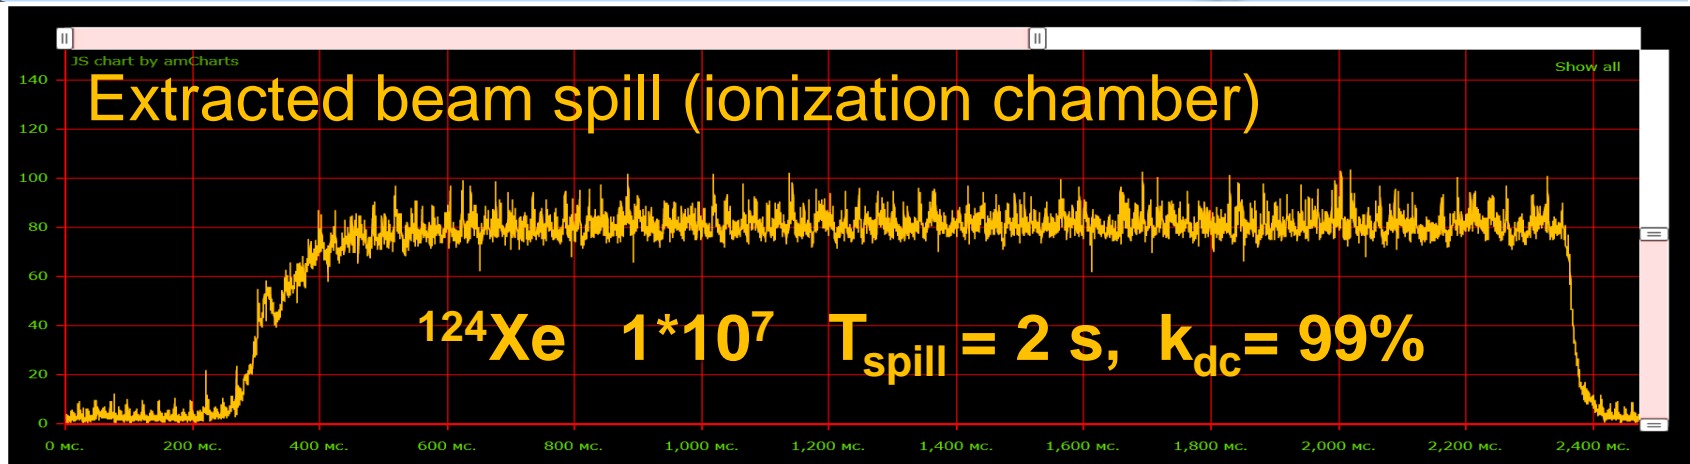 JS chart by amCharts
Show all
Extracted beam spill (ionization chamber)
140
120
100
80
60
40
20
0
¹²⁴Xe 1*10⁷ T_spill = 2 s, k_dc= 99%
0 мс. 200 мс. 400 мс. 600 мс. 800 мс. 1,000 мс. 1,200 мс. 1,400 мс. 1,600 мс. 1,800 мс. 2,000 мс. 2,200 мс. 2,400 мс.